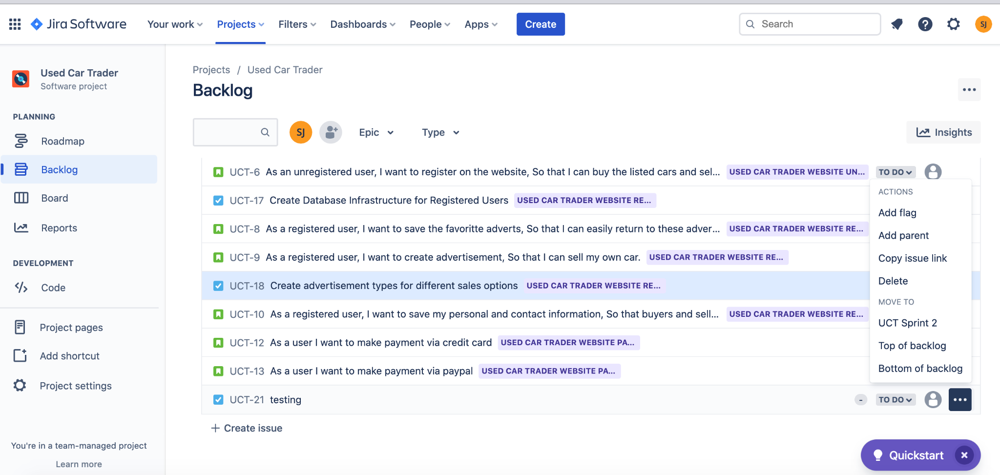 Jira Software Your work Projects Filters Dashboards People Apps Create Search SJ
Used Car Trader
Software project
PLANNING
Roadmap
Backlog
Board
Reports
DEVELOPMENT
Code
Project pages
Add shortcut
Project settings
You're in a team-managed project
Learn more
Projects / Used Car Trader
Backlog
SJ Epic Type Insights
UCT-6 As an unregistered user, I want to register on the website, So that I can buy the listed cars and sel... USED CAR TRADER WEBSITE UN... TO DO
UCT-17 Create Database Infrastructure for Registered Users USED CAR TRADER WEBSITE RE...
UCT-8 As a registered user, I want to save the favoritte adverts, So that I can easily return to these adver... USED CAR TRADER WEBSITE RE...
UCT-9 As a registered user, I want to create advertisement, So that I can sell my own car. USED CAR TRADER WEBSITE RE...
UCT-18 Create advertisement types for different sales options USED CAR TRADER WEBSITE RE...
UCT-10 As a registered user, I want to save my personal and contact information, So that buyers and sell... USED CAR TRADER WEBSITE RE...
UCT-12 As a user I want to make payment via credit card USED CAR TRADER WEBSITE PA...
UCT-13 As a user I want to make payment via paypal USED CAR TRADER WEBSITE PA...
UCT-21 testing - TO DO
+ Create issue
ACTIONS
Add flag
Add parent
Copy issue link
Delete
MOVE TO
UCT Sprint 2
Top of backlog
Bottom of backlog
Quickstart